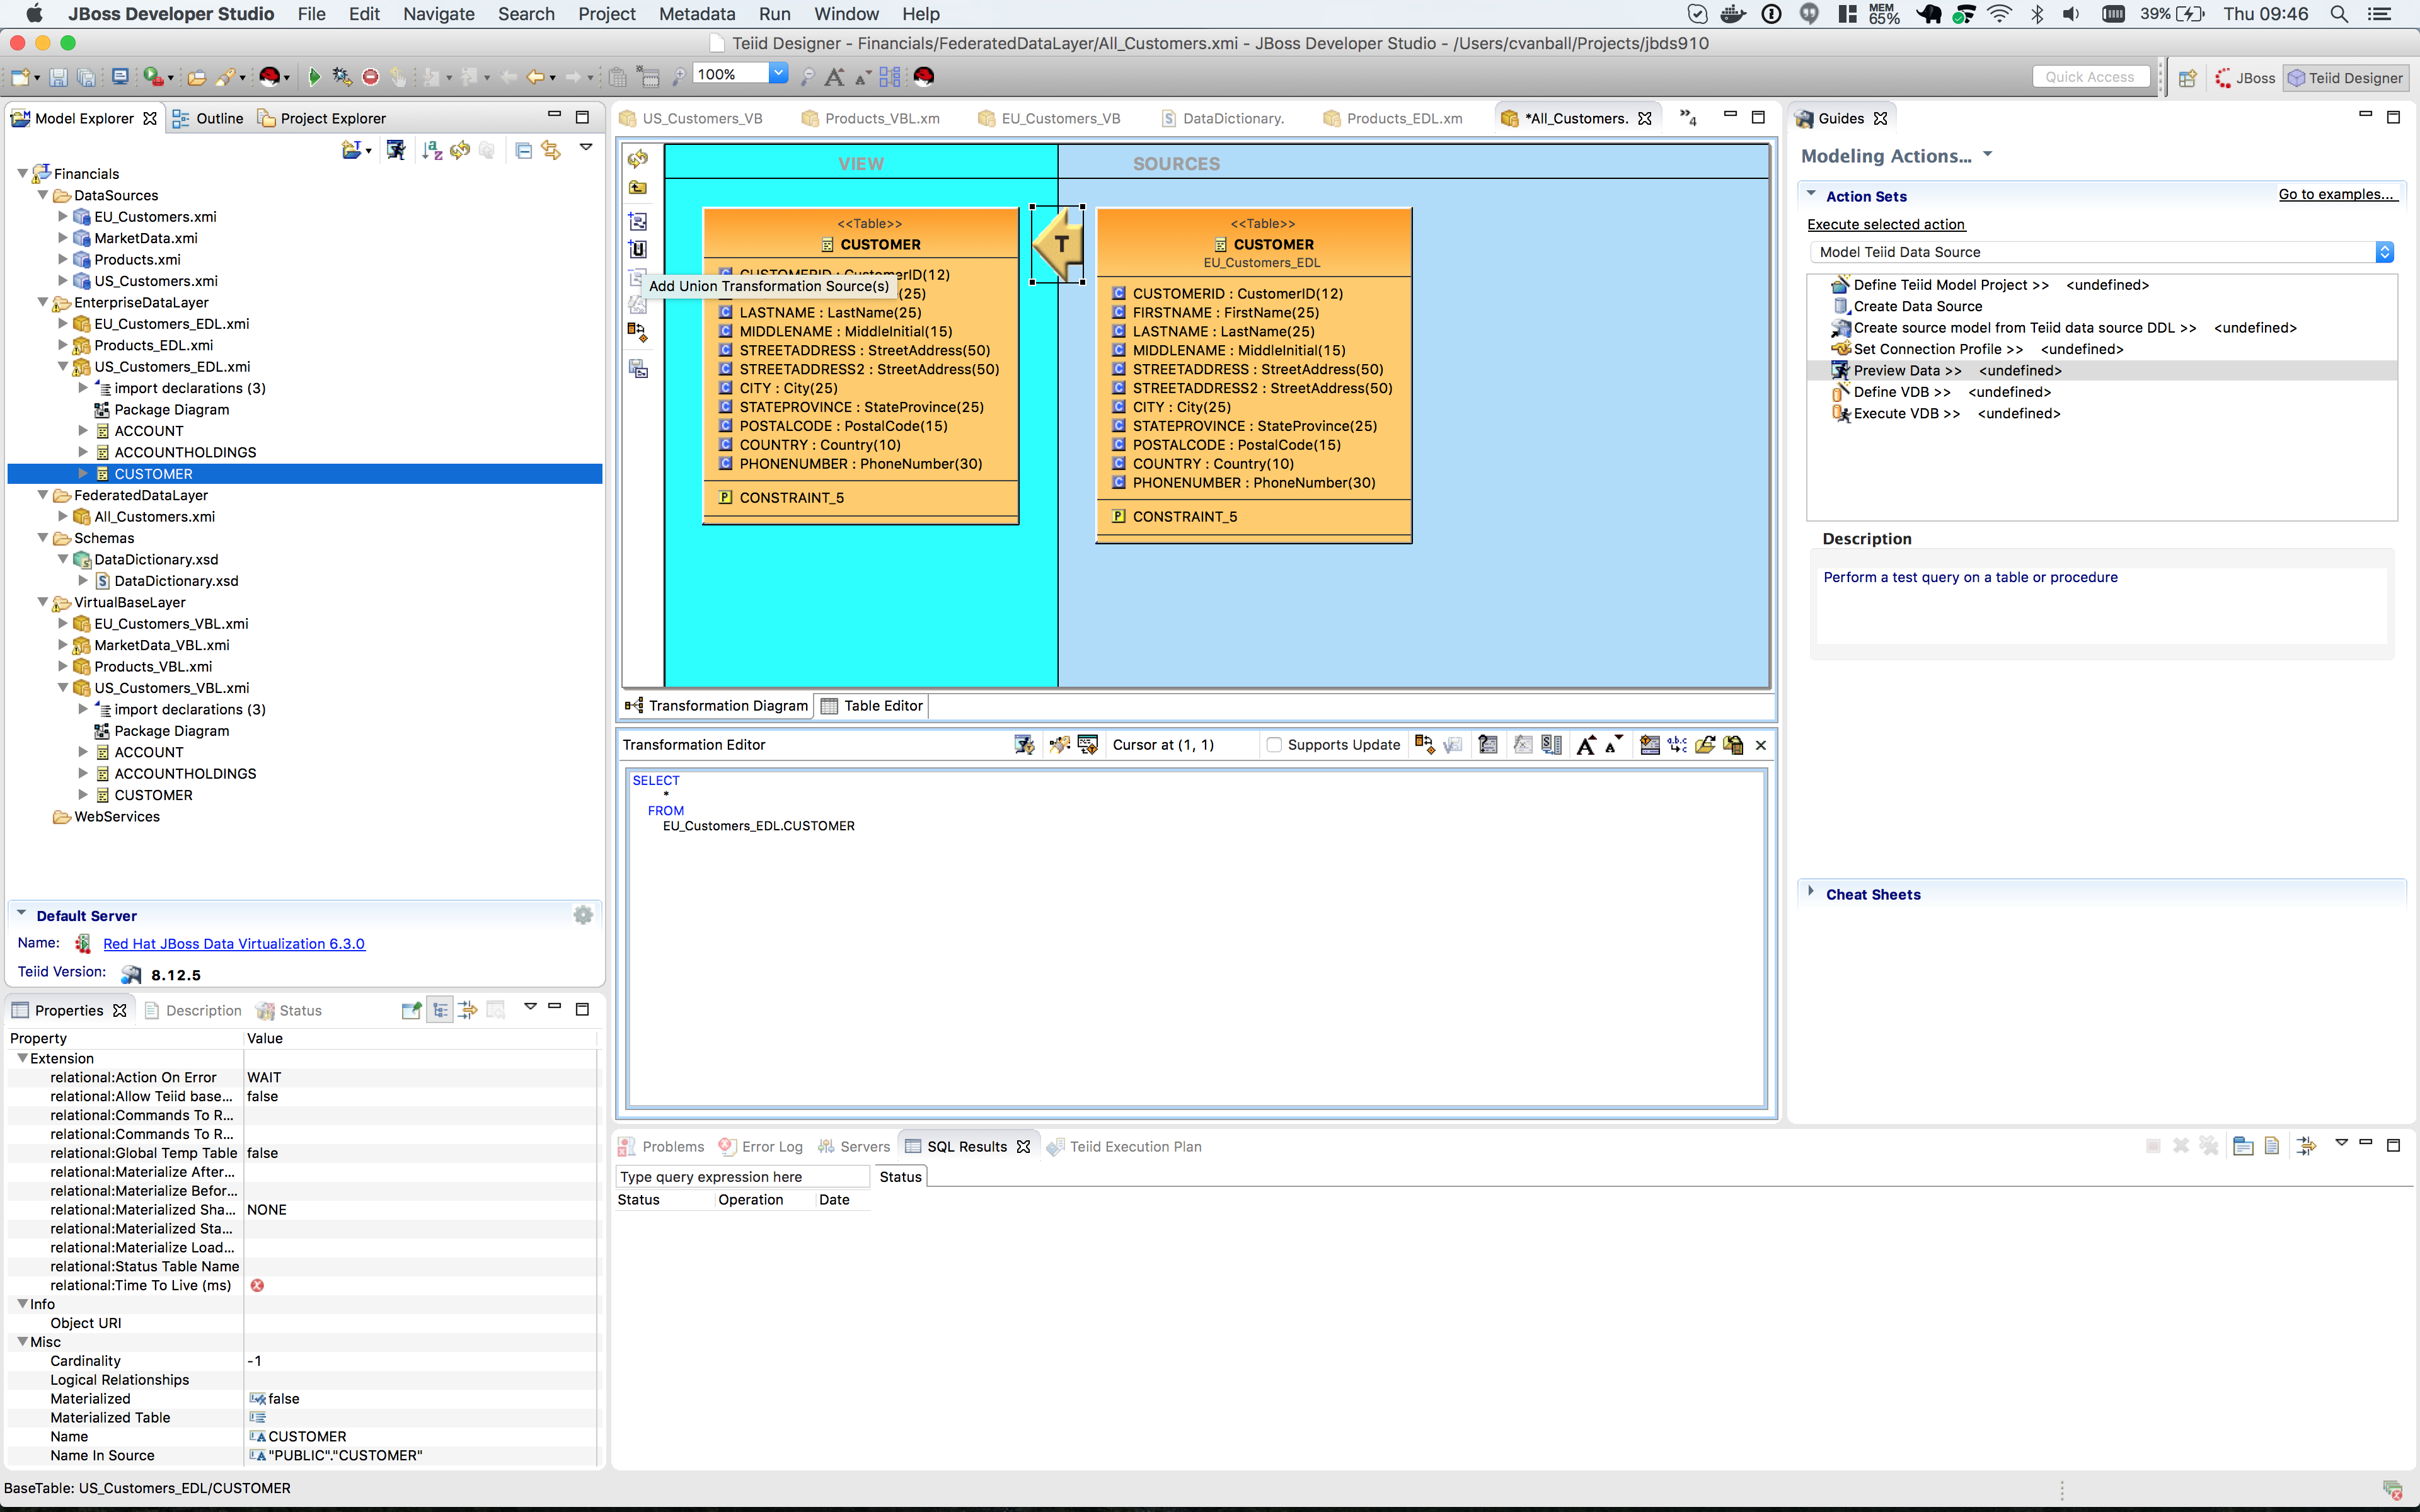 JBoss Developer Studio File Edit Navigate Search Project Metadata Run Window Help MEM 65% 39% Thu 09:46
Teiid Designer - Financials/FederatedDataLayer/All_Customers.xmi - JBoss Developer Studio - /Users/cvanball/Projects/jbds910
100% Quick Access JBoss Teiid Designer
Model Explorer Outline Project Explorer
Financials
DataSources
EU_Customers.xmi
MarketData.xmi
Products.xmi
US_Customers.xmi
EnterpriseDataLayer
EU_Customers_EDL.xmi
Products_EDL.xmi
US_Customers_EDL.xmi
import declarations (3)
Package Diagram
ACCOUNT
ACCOUNTHOLDINGS
CUSTOMER
FederatedDataLayer
All_Customers.xmi
Schemas
DataDictionary.xsd
DataDictionary.xsd
VirtualBaseLayer
EU_Customers_VBL.xmi
MarketData_VBL.xmi
Products_VBL.xmi
US_Customers_VBL.xmi
import declarations (3)
Package Diagram
ACCOUNT
ACCOUNTHOLDINGS
CUSTOMER
WebServices
Default Server
Name: Red Hat JBoss Data Virtualization 6.3.0
Teiid Version: 8.12.5
Properties Description Status
Property Value
Extension
relational:Action On Error WAIT
relational:Allow Teiid base... false
relational:Commands To R...
relational:Commands To R...
relational:Global Temp Table false
relational:Materialize After...
relational:Materialize Befor...
relational:Materialized Sha... NONE
relational:Materialized Sta...
relational:Materialize Load...
relational:Status Table Name
relational:Time To Live (ms)
Info
Object URI
Misc
Cardinality -1
Logical Relationships
Materialized false
Materialized Table
Name CUSTOMER
Name In Source "PUBLIC"."CUSTOMER"
BaseTable: US_Customers_EDL/CUSTOMER
US_Customers_VB Products_VBL.xm EU_Customers_VB DataDictionary. Products_EDL.xm *All_Customers. »4
VIEW SOURCES
<<Table>>
CUSTOMER
CUSTOMERID : CustomerID(12)
Add Union Transformation Source(s) (25)
LASTNAME : LastName(25)
MIDDLENAME : MiddleInitial(15)
STREETADDRESS : StreetAddress(50)
STREETADDRESS2 : StreetAddress(50)
CITY : City(25)
STATEPROVINCE : StateProvince(25)
POSTALCODE : PostalCode(15)
COUNTRY : Country(10)
PHONENUMBER : PhoneNumber(30)
CONSTRAINT_5
T
<<Table>>
CUSTOMER
EU_Customers_EDL
CUSTOMERID : CustomerID(12)
FIRSTNAME : FirstName(25)
LASTNAME : LastName(25)
MIDDLENAME : MiddleInitial(15)
STREETADDRESS : StreetAddress(50)
STREETADDRESS2 : StreetAddress(50)
CITY : City(25)
STATEPROVINCE : StateProvince(25)
POSTALCODE : PostalCode(15)
COUNTRY : Country(10)
PHONENUMBER : PhoneNumber(30)
CONSTRAINT_5
Transformation Diagram Table Editor
Transformation Editor Cursor at (1, 1) Supports Update
SELECT
*
FROM
EU_Customers_EDL.CUSTOMER
Problems Error Log Servers SQL Results Teiid Execution Plan
Type query expression here Status
Status Operation Date
Guides
Modeling Actions...
Action Sets Go to examples...
Execute selected action
Model Teiid Data Source
Define Teiid Model Project >> <undefined>
Create Data Source
Create source model from Teiid data source DDL >> <undefined>
Set Connection Profile >> <undefined>
Preview Data >> <undefined>
Define VDB >> <undefined>
Execute VDB >> <undefined>
Description
Perform a test query on a table or procedure
Cheat Sheets